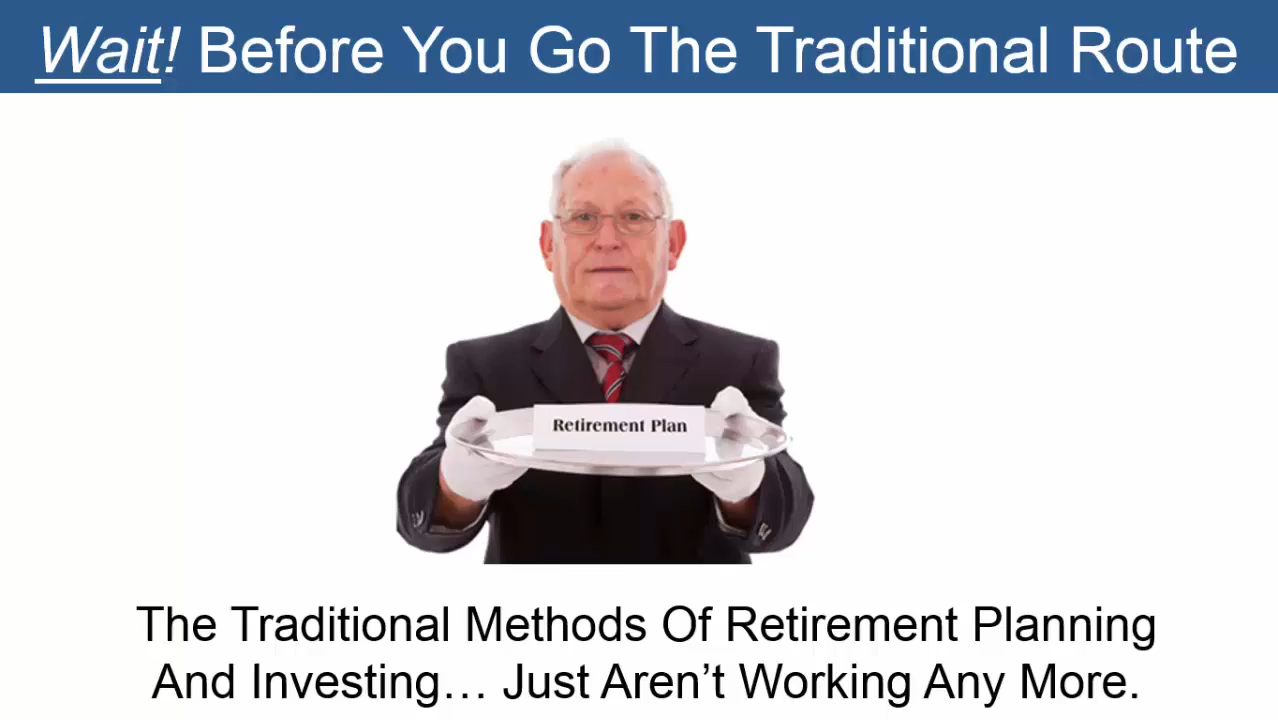 Wait! Before You Go The Traditional Route
Retirement Plan
The Traditional Methods Of Retirement Planning
And Investing… Just Aren’t Working Any More.